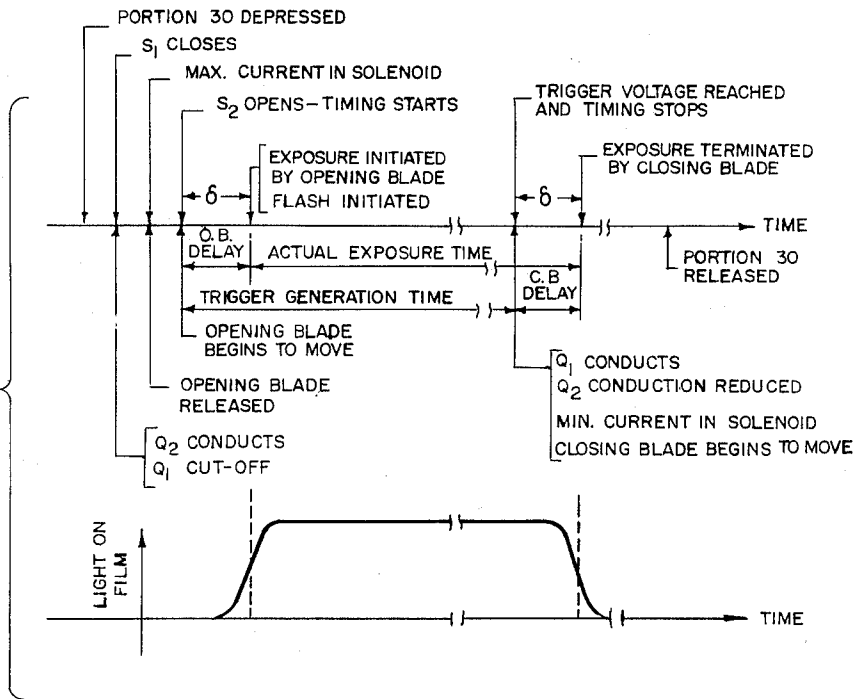 PORTION 30 DEPRESSED
S1 CLOSES
MAX. CURRENT IN SOLENOID
S2 OPENS-TIMING STARTS
EXPOSURE INITIATED
BY OPENING BLADE
FLASH INITIATED
TRIGGER VOLTAGE REACHED
AND TIMING STOPS
EXPOSURE TERMINATED
BY CLOSING BLADE
δ
δ
TIME
O.B.
DELAY
ACTUAL EXPOSURE TIME
C.B
DELAY
PORTION 30
RELEASED
TRIGGER GENERATION TIME
OPENING BLADE
BEGINS TO MOVE
OPENING BLADE
RELEASED
Q1 CONDUCTS
Q2 CONDUCTION REDUCED
MIN. CURRENT IN SOLENOID
CLOSING BLADE BEGINS TO MOVE
Q2 CONDUCTS
Q1 CUT-OFF
LIGHT ON
FILM
TIME